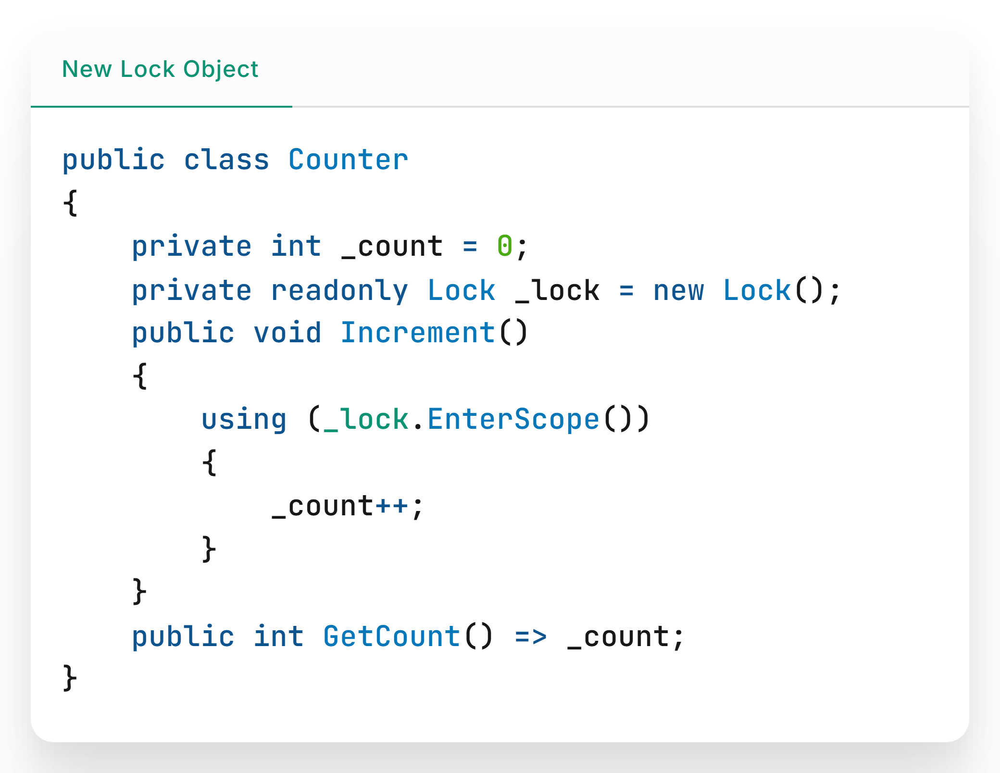 New Lock Object
public class Counter
{
    private int _count = 0;
    private readonly Lock _lock = new Lock();
    public void Increment()
    {
        using (_lock.EnterScope())
        {
            _count++;
        }
    }
    public int GetCount() => _count;
}